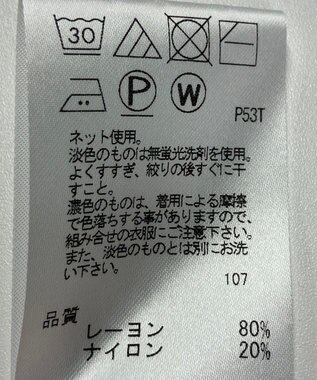 30
P W
P53T
ネット使用。
淡色のものは無蛍光洗剤を使用。
よくすすぎ、絞りの後すぐに干
すこと。
濃色のものは、着用による摩擦
で色落ちする事がありますので、
組み合せの衣服にご注意下さい。
また、淡色のものとは別にお洗
い下さい。
107
品質
レーヨン 80%
ナイロン 20%